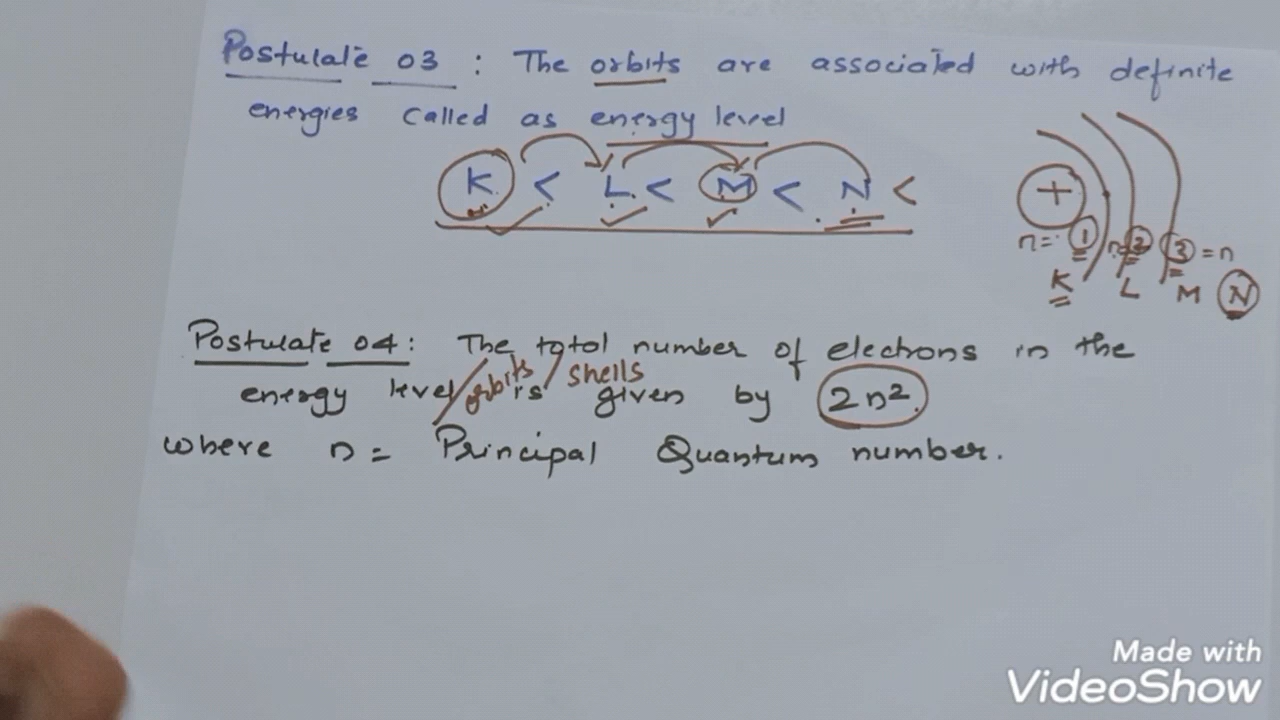 Postulate 03 : The orbits are associated with definite
energies called as energy level
K < L < M < N <
+
n = 1 n=2 3 = n
K L M N
Postulate 04: The total number of electrons in the
energy level/orbits/shells is given by 2n².
where n = Principal Quantum number.
Made with
VideoShow